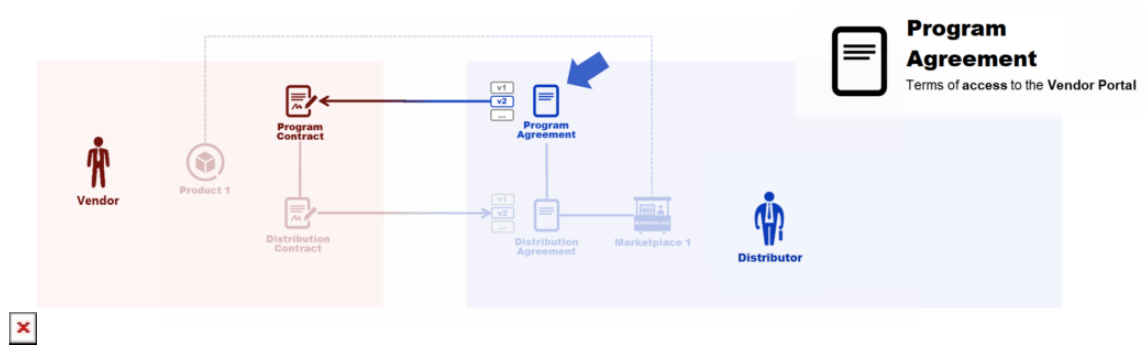 Program
Agreement
Terms of access to the Vendor Portal
v1
v2
...
Program
Contract
Program
Agreement
Vendor
Product 1
v1
v2
...
Distribution
Contract
Distribution
Agreement
MARKETPLACE
Marketplace 1
Distributor